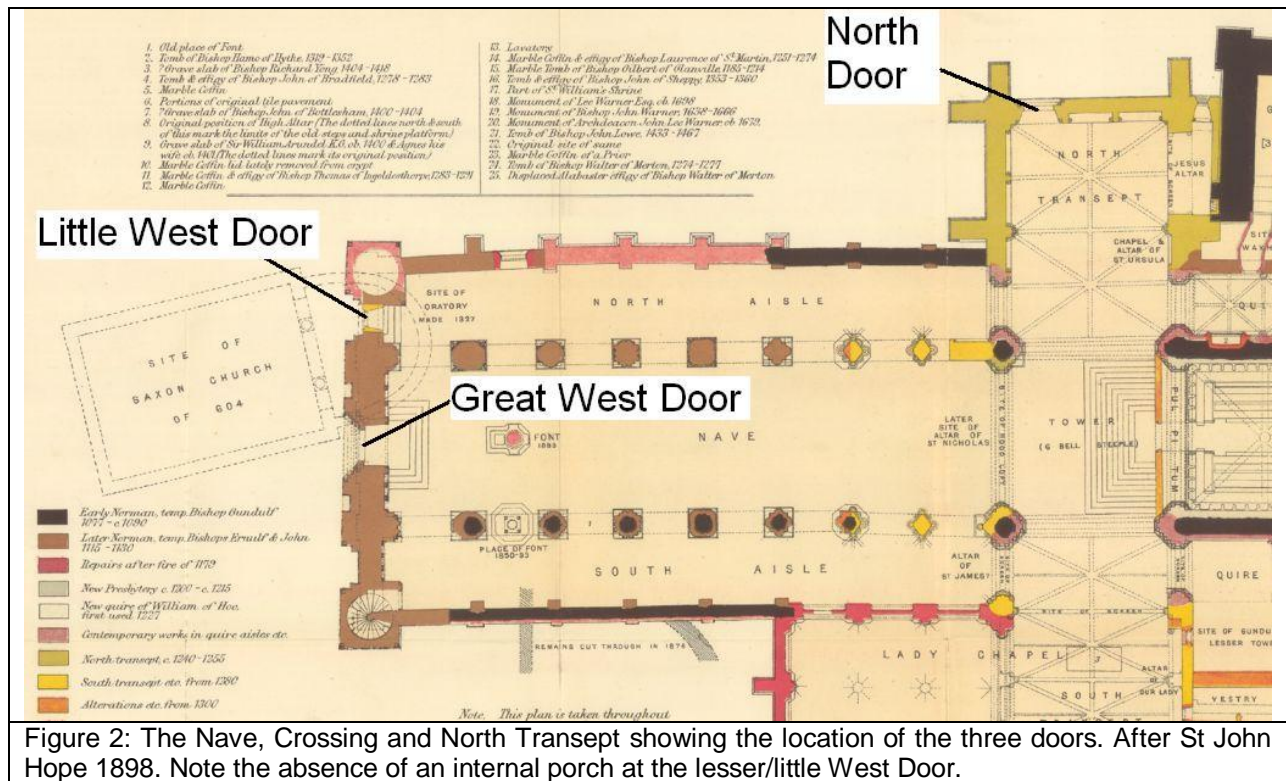 North
Door
1. Old place of Font
2. Tomb of Bishop Hamo of Hythe, 1319-1352
3. ? Grave slab of Bishop Richard Yong 1404-1418
4. Tomb & effigy of Bishop John of Bradfield, 1278-1283
5. Marble Coffin
6. Portions of original tile pavement
7. ? Grave slab of Bishop John of Bottlesham, 1400-1404
8. Original position of High Altar (The dotted lines north & south
of this mark the limits of the old steps and shrine platform)
9. Grave slab of Sir William Arundel, K.G. ob. 1400 & Agnes his
wife ob. 1401 (The dotted lines mark its original position)
10. Marble Coffin lid lately removed from crypt
11. Marble Coffin & effigy of Bishop Thomas of Ingoldsthorpe, 1283-1291
12. Marble Coffin
13. Lavatory
14. Marble Coffin & effigy of Bishop Laurence of St. Martin, 1251-1274
15. Marble Tomb of Bishop Gilbert of Glanville, 1185-1214
16. Tomb & effigy of Bishop John of Sheppy, 1353-1360
17. Part of St. William's Shrine
18. Monument of Lee Warner Esq. ob. 1698
19. Monument of Bishop John Warner, 1638-1666
20. Monument of Archdeacon John Lee Warner, ob. 1679
21. Tomb of Bishop John Lowe, 1433-1467
22. Original site of same
23. Marble Coffin of a Prior
24. Tomb of Bishop Walter of Merton, 1274-1277
25. Displaced Alabaster effigy of Bishop Walter of Merton
Little West Door
Great West Door
SITE OF
SAXON CHURCH
OF 604
SITE OF
ORATORY
MADE 1327
NORTH AISLE
NAVE
FONT
1893
PLACE OF FONT
1850-93
SOUTH AISLE
LATER
SITE OF
ALTAR OF
ST NICHOLAS
SITE OF ROOD LOFT
ALTAR
OF
ST JAMES?
NORTH
TRANSEPT
JESUS
ALTAR
SITE OF SCREEN
CHAPEL &
ALTAR OF
ST URSULA
TOWER
(6 BELL STEEPLE)
PULPITUM
QUIRE
SITE OF SCREEN
LADY CHAPEL
SOUTH
ALTAR
OF
OUR LADY
SITE OF GUNDU
LESSER TOWE
VESTRY
REMAINS CUT THROUGH IN 1876
Early Norman, temp. Bishop Gundulf
1077-c. 1090
Later Norman, temp. Bishops Ernulf & John
1115-1130
Repairs after fire of 1179
New Presbytery c. 1200-c. 1215
New quire of William of Hoo,
first used 1227
Contemporary works in quire aisles etc.
North transept, c. 1240-1255
South transept etc. from 1280
Alterations etc. from 1300
Note. This plan is taken throughout
Figure 2: The Nave, Crossing and North Transept showing the location of the three doors. After St John
Hope 1898. Note the absence of an internal porch at the lesser/little West Door.